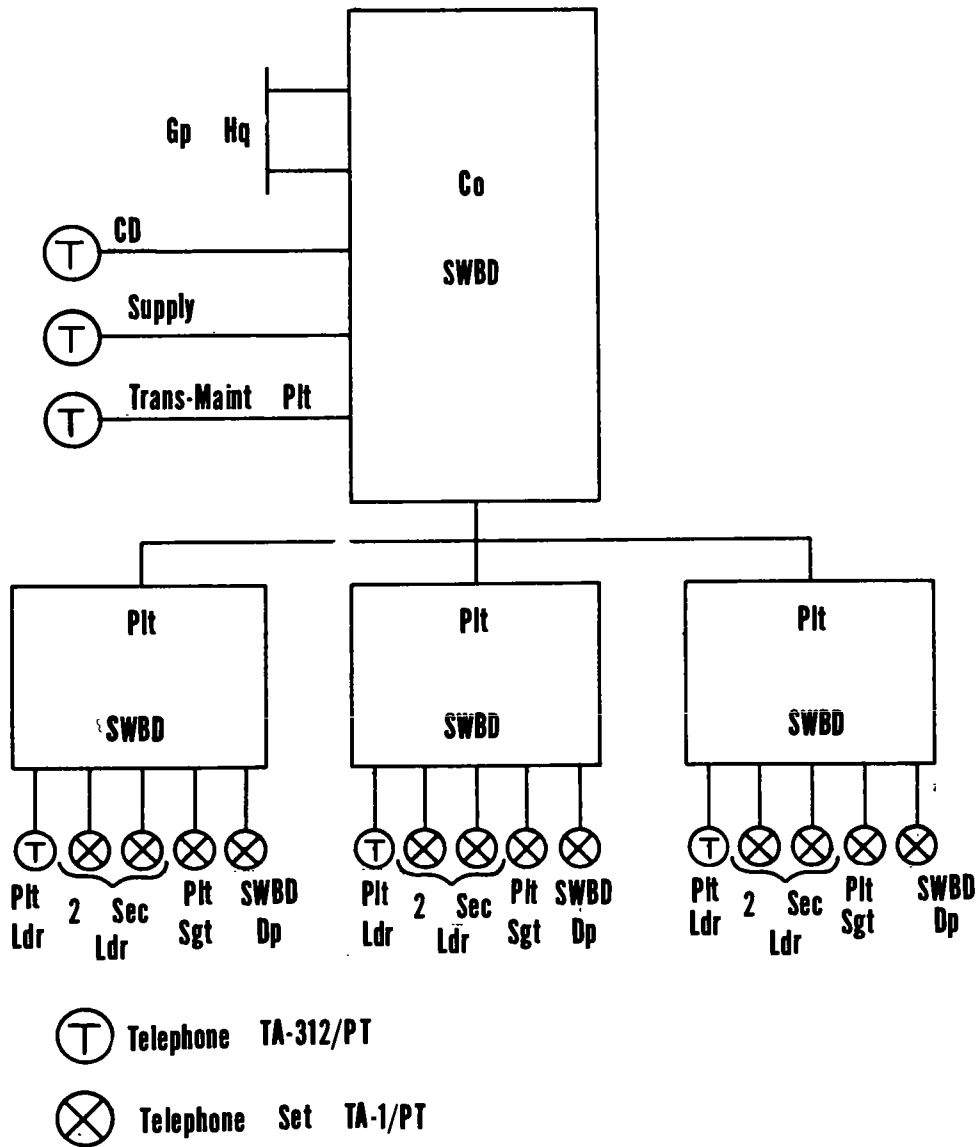 Co
SWBD
Gp Hq
CD
Supply
Trans-Maint Plt
Plt
SWBD
Plt
SWBD
Plt
SWBD
Plt
Ldr
2 Sec
Ldr
Plt
Sgt
SWBD
Dp
Plt
Ldr
2 Sec
Ldr
Plt
Sgt
SWBD
Dp
Plt
Ldr
2 Sec
Ldr
Plt
Sgt
SWBD
Dp
T Telephone TA-312/PT
Telephone Set TA-1/PT